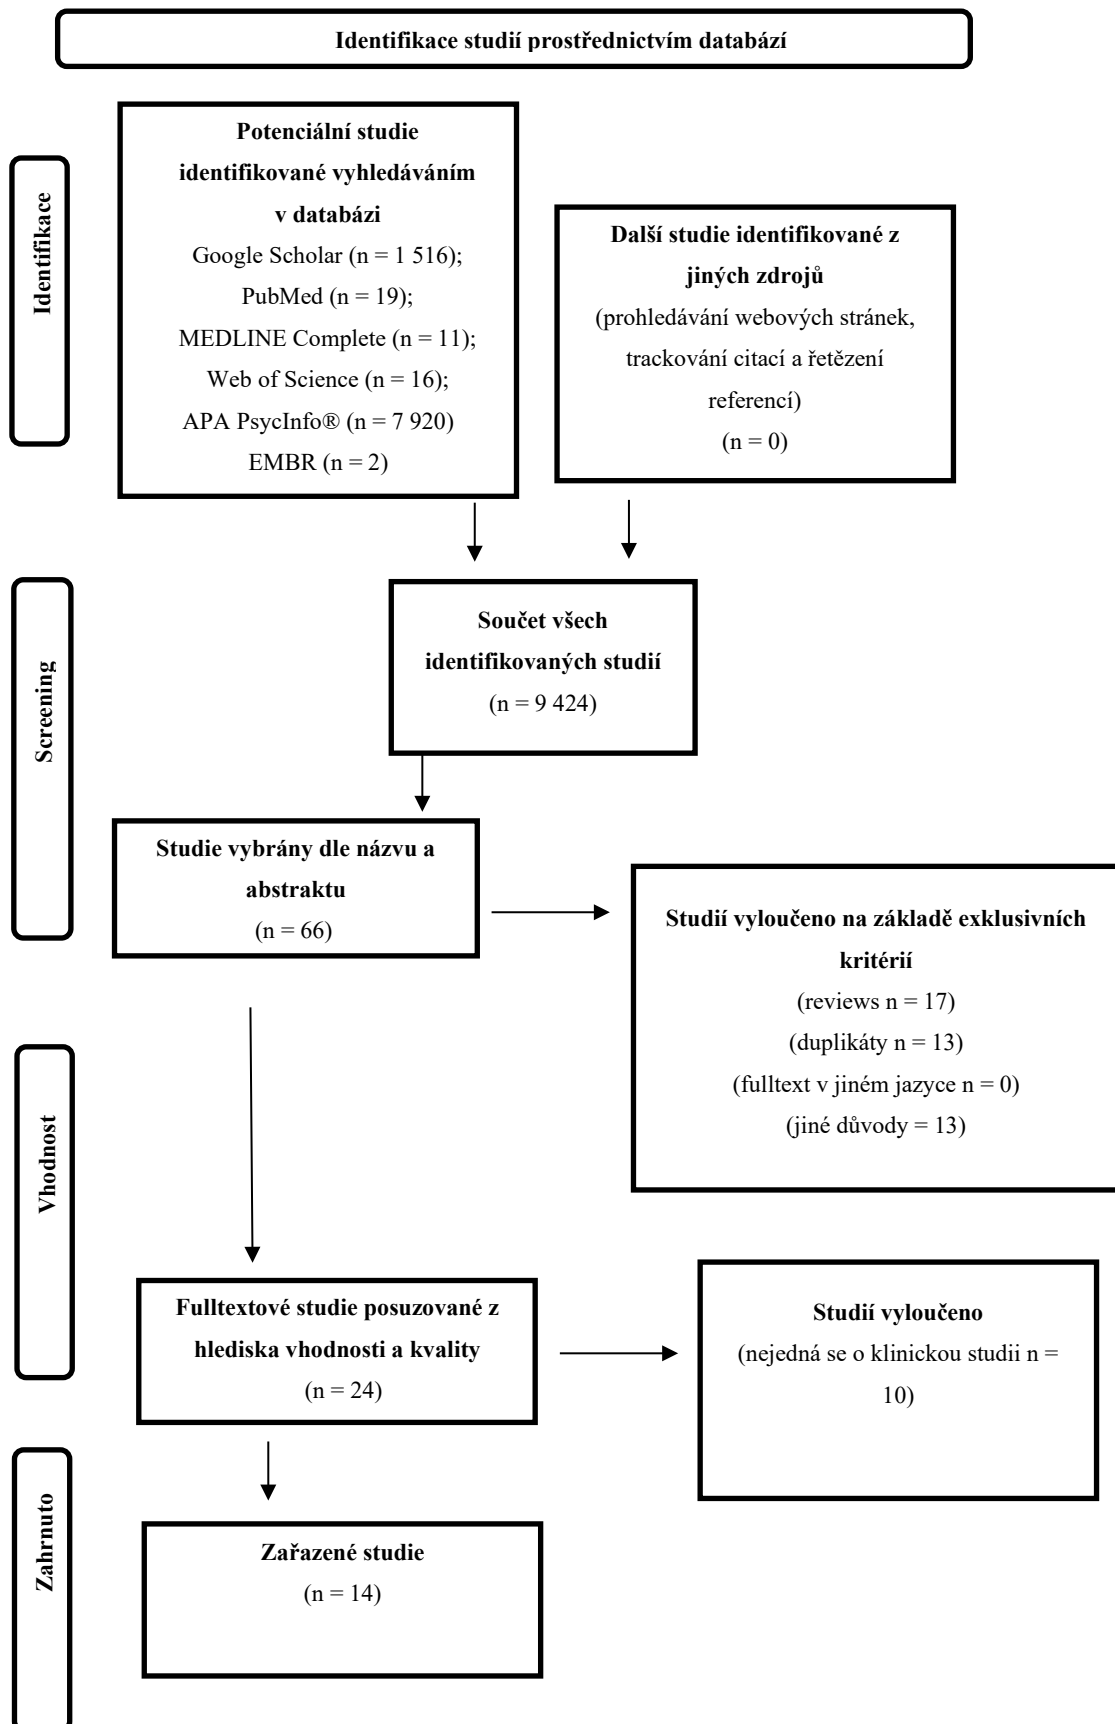 Identifikace studií prostřednictvím databází
Identifikace
Potenciální studie
identifikované vyhledáváním
v databázi
Google Scholar (n = 1 516);
PubMed (n = 19);
MEDLINE Complete (n = 11);
Web of Science (n = 16);
APA PsycInfo® (n = 7 920)
EMBR (n = 2)
Další studie identifikované z
jiných zdrojů
(prohledávání webových stránek,
trackování citací a řetězení
referencí)
(n = 0)
Screening
Součet všech
identifikovaných studií
(n = 9 424)
Studie vybrány dle názvu a
abstraktu
(n = 66)
Studií vyloučeno na základě exklusivních
kritérií
(reviews n = 17)
(duplikáty n = 13)
(fulltext v jiném jazyce n = 0)
(jiné důvody = 13)
Vhodnost
Fulltextové studie posuzované z
hlediska vhodnosti a kvality
(n = 24)
Studií vyloučeno
(nejedná se o klinickou studii n =
10)
Zahrnuto
Zařazené studie
(n = 14)